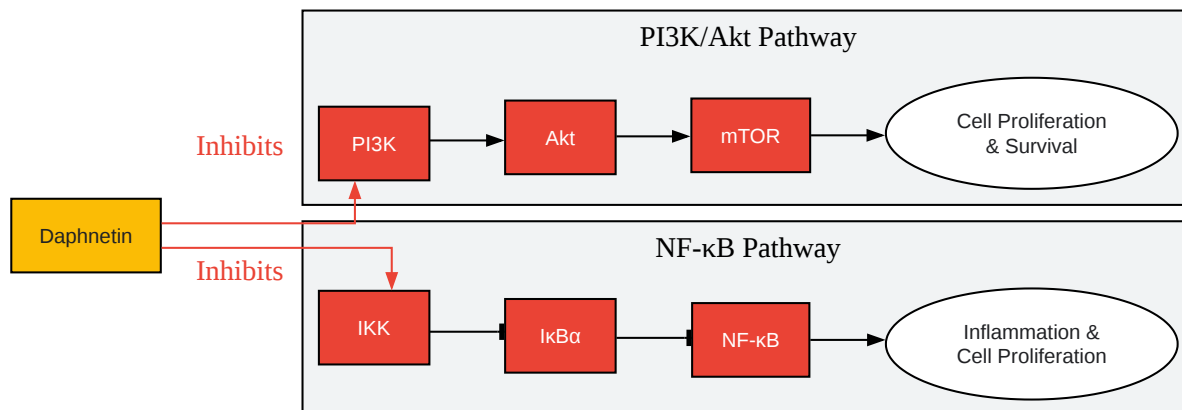 PI3K/Akt Pathway
PI3K
Akt
mTOR
Cell Proliferation
& Survival
Inhibits
Daphnetin
Inhibits
NF-κB Pathway
IKK
IκBα
NF-κB
Inflammation &
Cell Proliferation